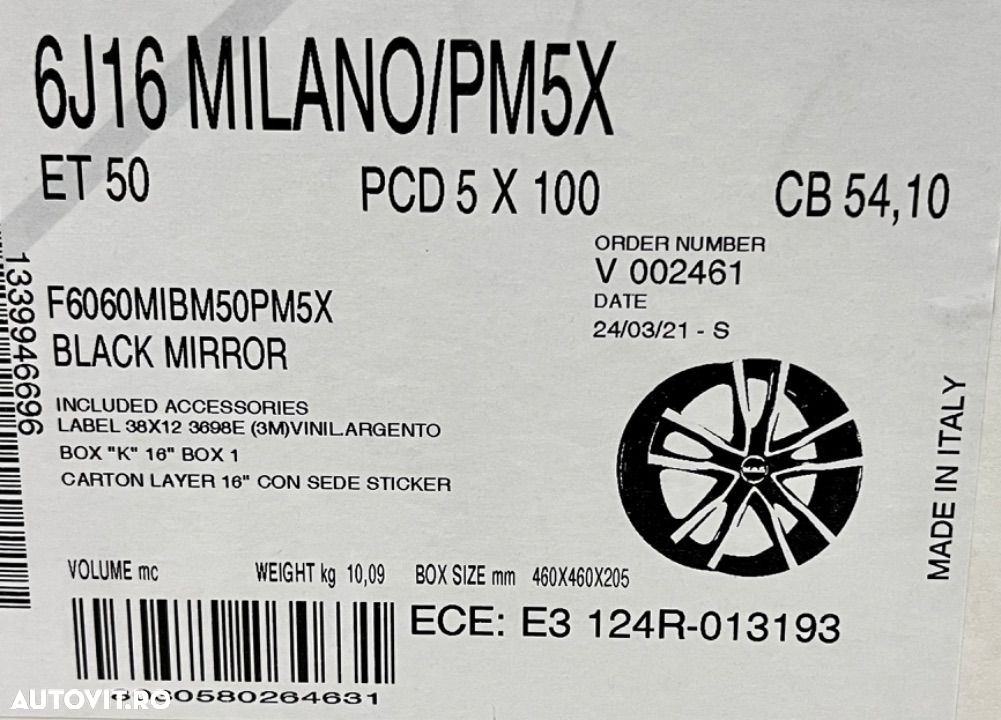 6J16 MILANO/PM5X
ET 50 PCD 5 X 100 CB 54,10
ORDER NUMBER
V 002461
DATE
24/03/21 - S
1339946696
F6060MIBM50PM5X
BLACK MIRROR
INCLUDED ACCESSORIES
LABEL 38X12 3698E (3M)VINIL.ARGENTO
BOX "K" 16" BOX 1
CARTON LAYER 16" CON SEDE STICKER
MADE IN ITALY
VOLUME mc WEIGHT kg 10,09 BOX SIZE mm 460X460X205
ECE: E3 124R-013193
AUTOVIT.RO